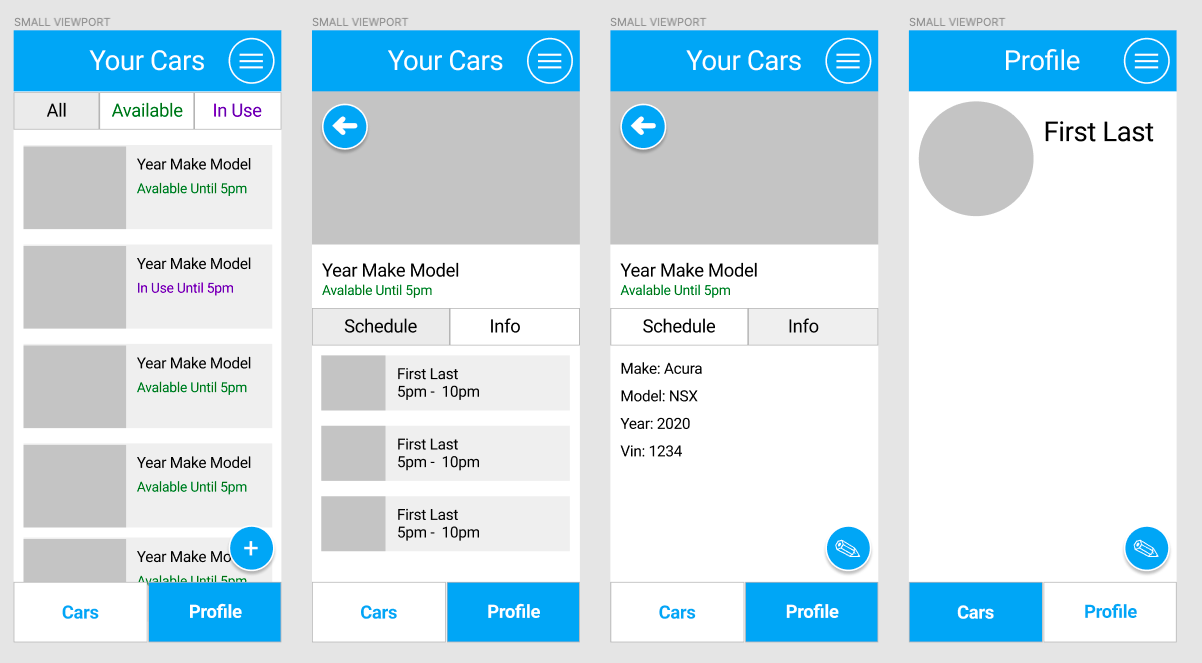 SMALL VIEWPORT
Your Cars
All Available In Use
Year Make Model
Avalable Until 5pm
Year Make Model
In Use Until 5pm
Year Make Model
Avalable Until 5pm
Year Make Model
Avalable Until 5pm
Year Make Mo
Avalable Until 5pm
+
Cars Profile
SMALL VIEWPORT
Your Cars
Year Make Model
Avalable Until 5pm
Schedule Info
First Last
5pm - 10pm
First Last
5pm - 10pm
First Last
5pm - 10pm
Cars Profile
SMALL VIEWPORT
Your Cars
Year Make Model
Avalable Until 5pm
Schedule Info
Make: Acura
Model: NSX
Year: 2020
Vin: 1234
Cars Profile
SMALL VIEWPORT
Profile
First Last
Cars Profile